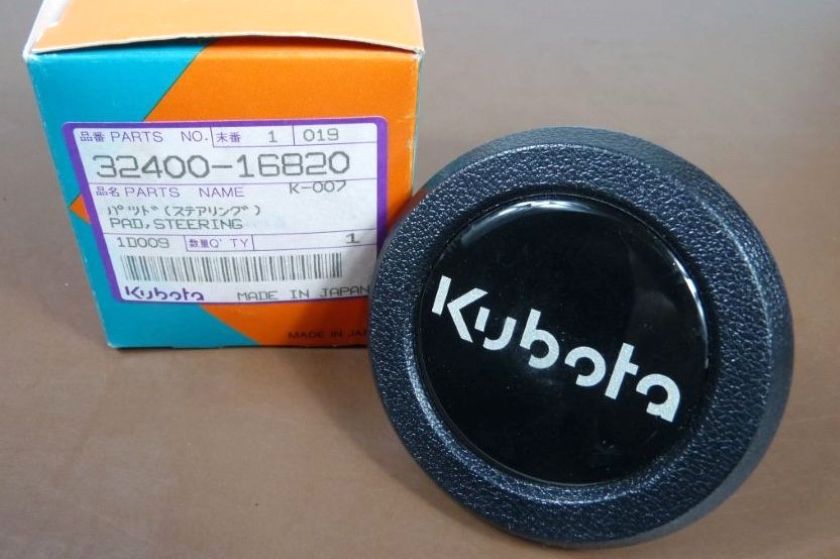 品番 PARTS NO. 末番 1 019
32400-16820
品名 PARTS NAME K-007
パッド(ステアリング)
PAD,STEERING
1D009 数量Q'TY 1
Kubota MADE IN JAPAN
MADE IN JA
Kubota